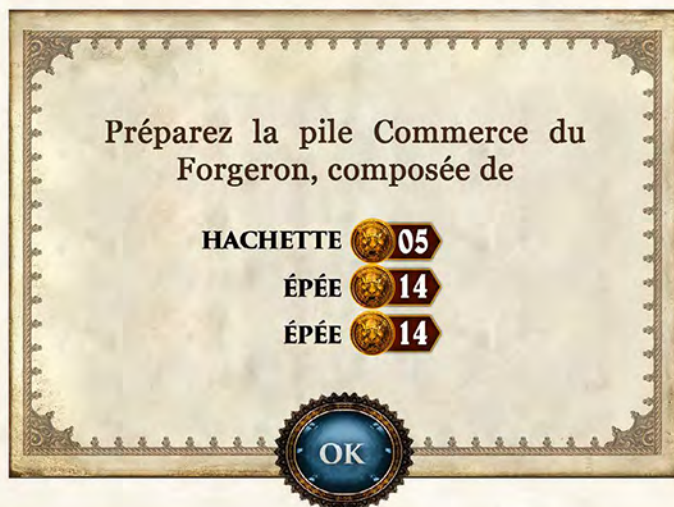 Préparez la pile Commerce du
Forgeron, composée de
HACHETTE 05
ÉPÉE 14
ÉPÉE 14
OK